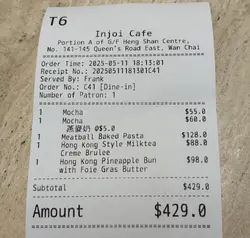 T6
Injoi Cafe
Portion A of G/F Heng Shan Centre,
No. 141-145 Queen's Road East, Wan Chai
Order Time: 2025-05-11 18:13:01
Receipt No.: 20250511181301C41
Served By: Frank
Order No.: C41 [Dine-in]
Number of Patron: 1
1 Mocha $55.0
1 Mocha $60.0
燕麥奶 @$5.0
1 Meatball Baked Pasta $128.0
1 Hong Kong Style Milktea $88.0
Creme Brulee
1 Hong Kong Pineapple Bun $98.0
with Foie Gras Butter
Subtotal $429.0
Amount $429.0